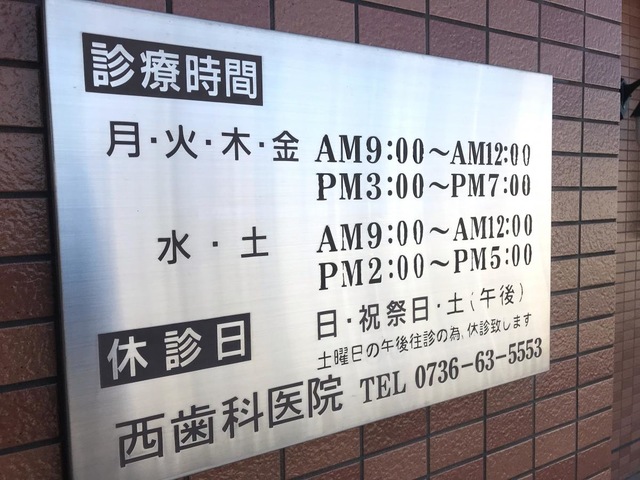 診療時間
月・火・木・金 AM9:00～AM12:00
PM3:00～PM7:00
水・土 AM9:00～AM12:00
PM2:00～PM5:00
休診日 日・祝祭日・土(午後)
土曜日の午後往診の為、休診致します
西歯科医院 TEL 0736-63-5553